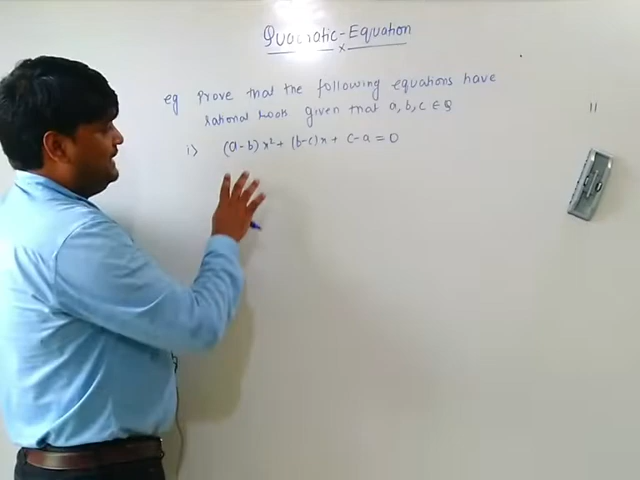 Quadratic-Equation
x
eg Prove that the following equations have
rational roots given that a, b, c ∈ Q
i> (a-b)x² + (b-c)x + c-a = 0